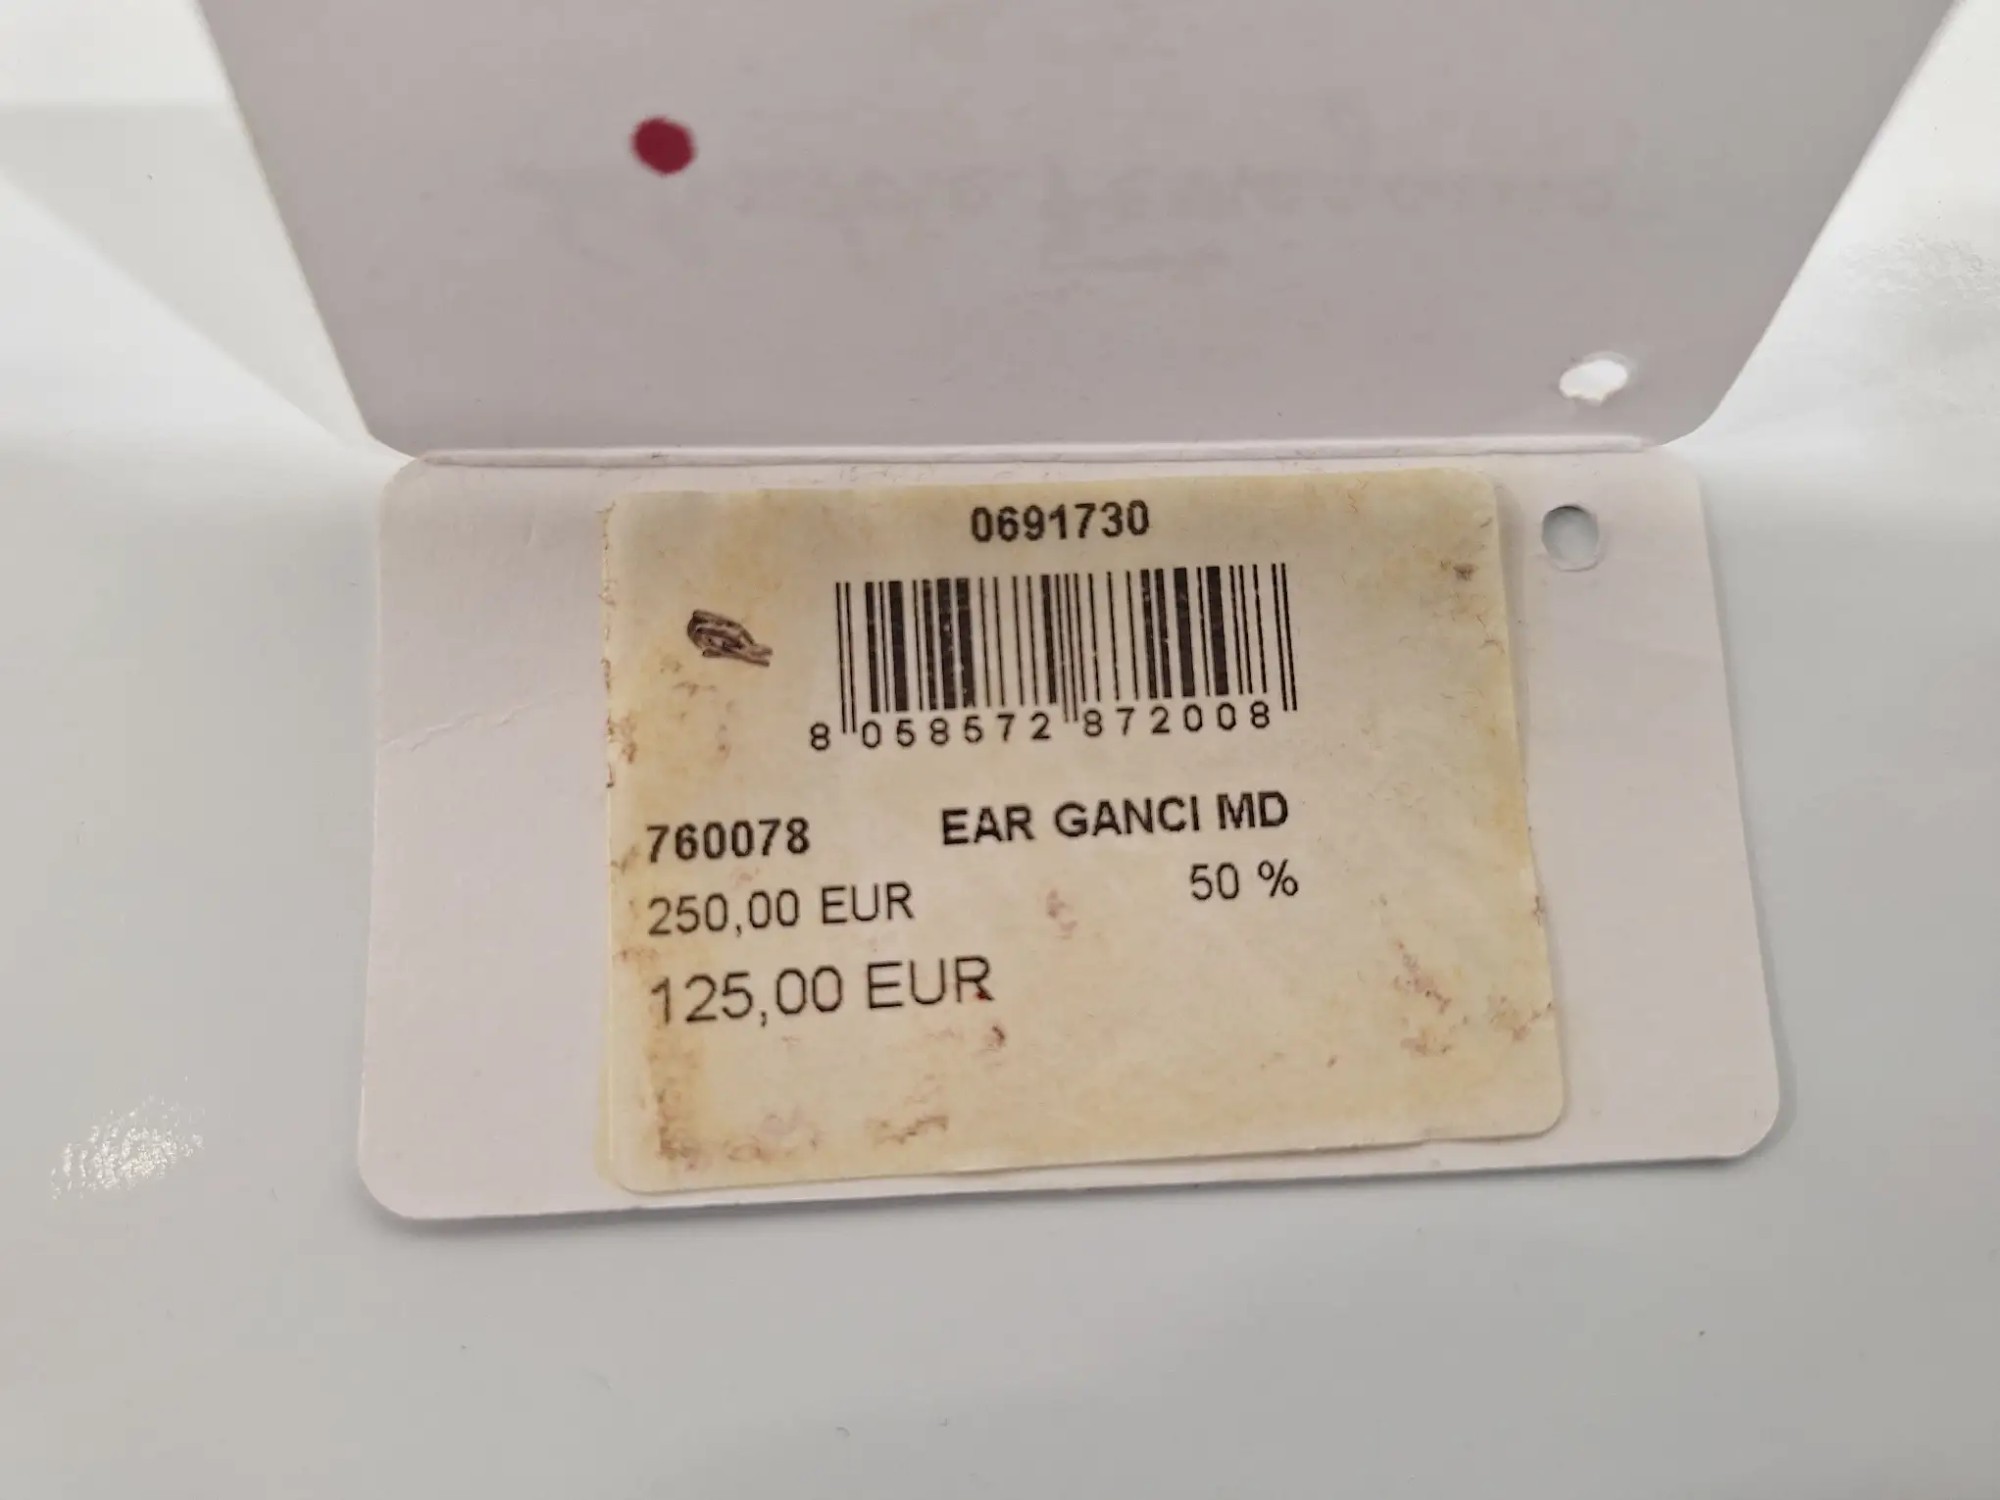 0691730
8 058572 872008
760078 EAR GANCI MD
250,00 EUR 50 %
125,00 EUR